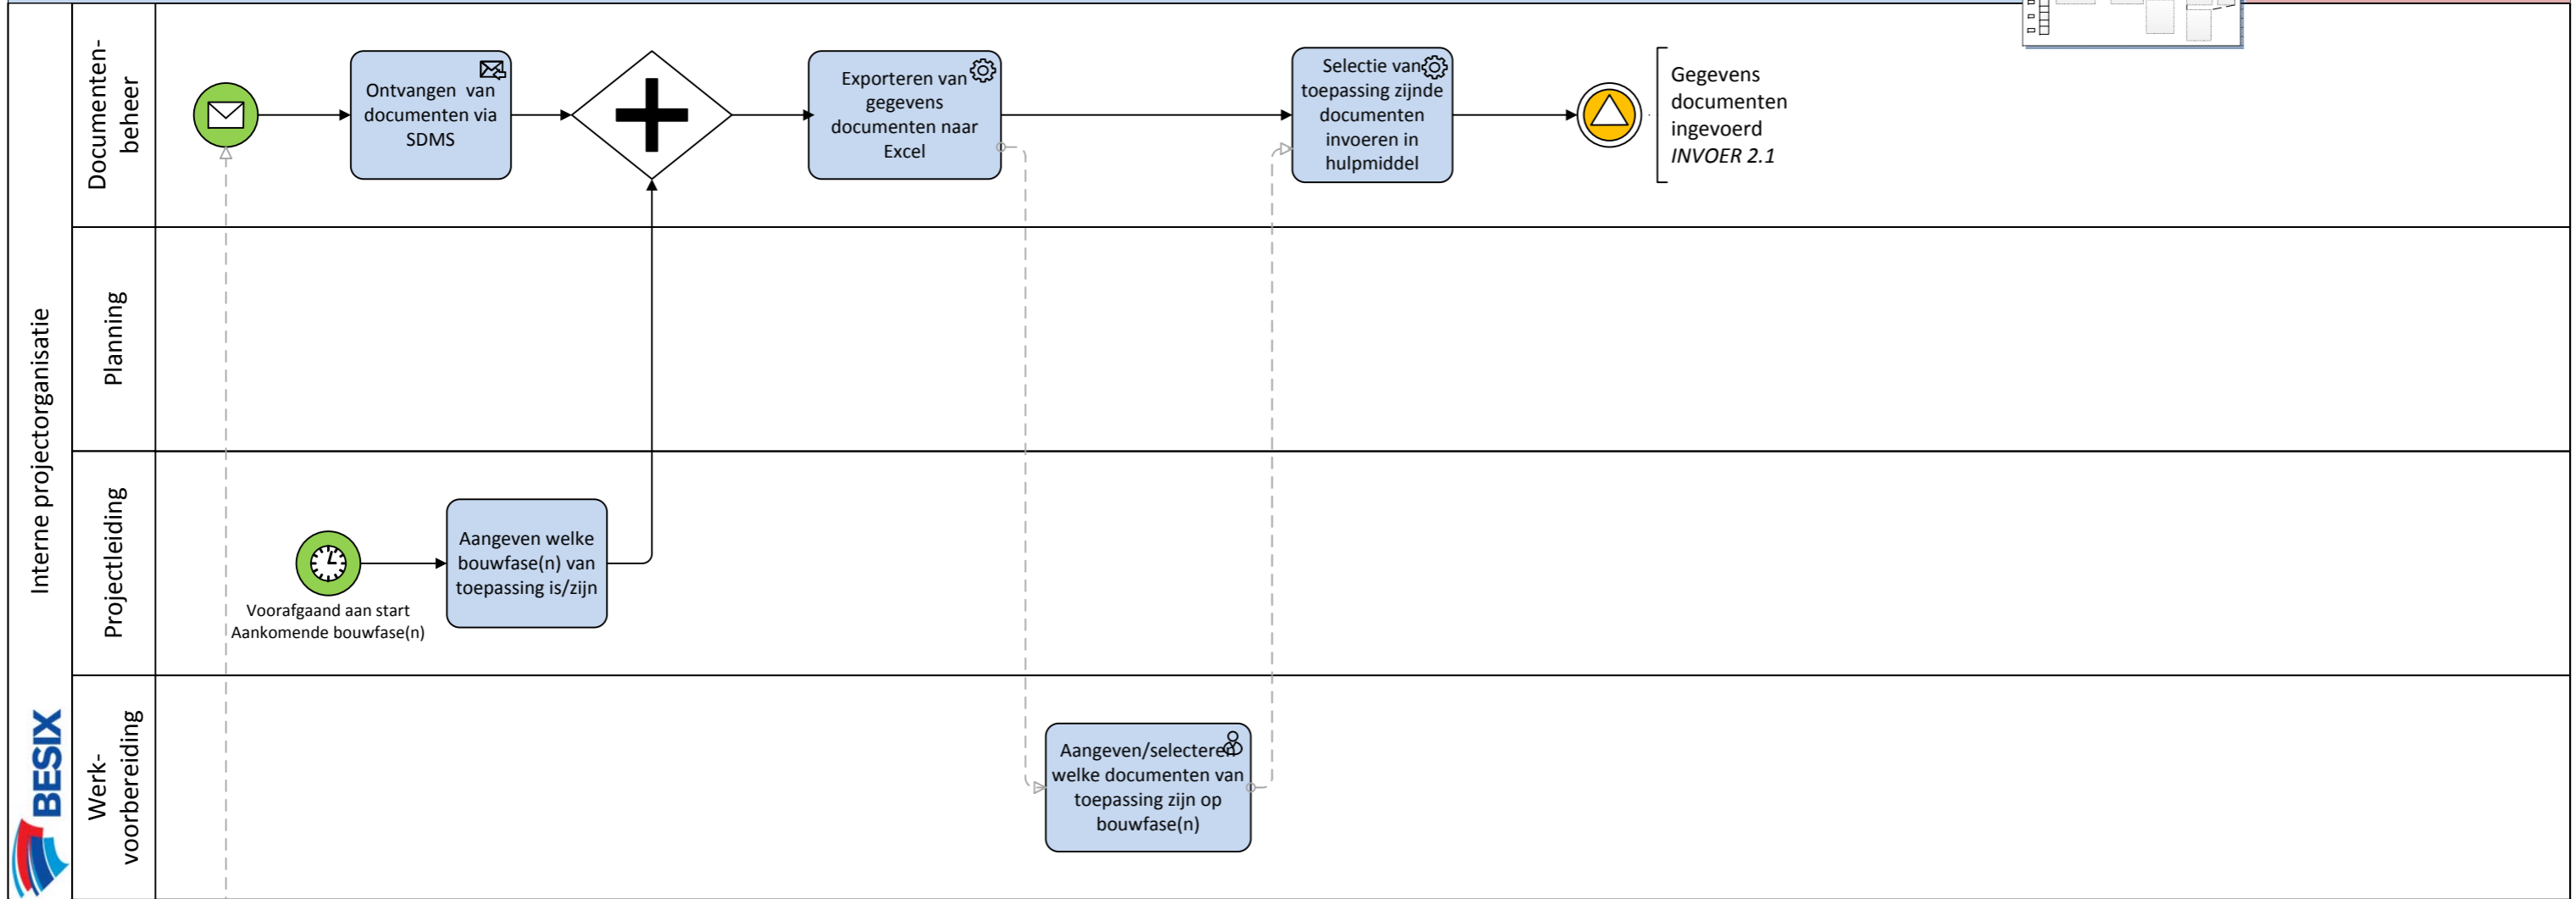 Interne projectorganisatie
BESIX
Documenten-
beheer
Ontvangen van
documenten via
SDMS
Exporteren van
gegevens
documenten naar
Excel
Selectie van
toepassing zijnde
documenten
invoeren in
hulpmiddel
Gegevens
documenten
ingevoerd
INVOER 2.1
Planning
Projectleiding
Voorafgaand aan start
Aankomende bouwfase(n)
Aangeven welke
bouwfase(n) van
toepassing is/zijn
Werk-
voorbereiding
Aangeven/selecteren
welke documenten van
toepassing zijn op
bouwfase(n)